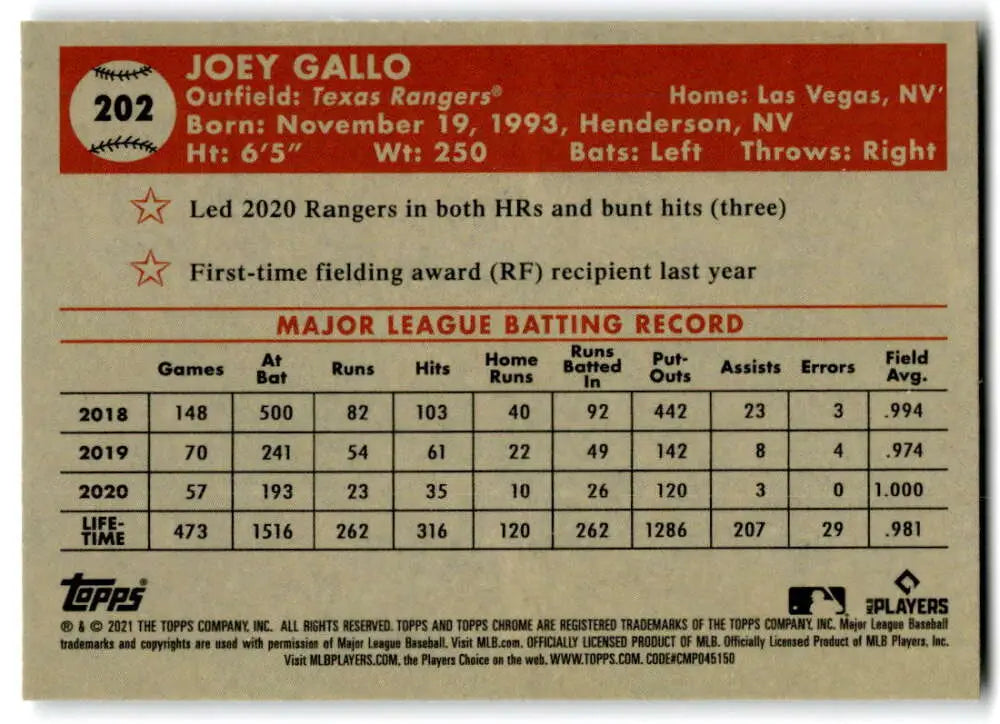 202
JOEY GALLO
Outfield: Texas Rangers® Home: Las Vegas, NV
Born: November 19, 1993, Henderson, NV
Ht: 6'5" Wt: 250 Bats: Left Throws: Right
Led 2020 Rangers in both HRs and bunt hits (three)
First-time fielding award (RF) recipient last year
MAJOR LEAGUE BATTING RECORD
Games At Bat Runs Hits Home Runs Runs Batted In Put-Outs Assists Errors Field Avg.
2018 148 500 82 103 40 92 442 23 3 .994
2019 70 241 54 61 22 49 142 8 4 .974
2020 57 193 23 35 10 26 120 3 0 1.000
LIFE-TIME 473 1516 262 316 120 262 1286 207 29 .981
TOPPS® MLB PLAYERS
® & © 2021 THE TOPPS COMPANY, INC. ALL RIGHTS RESERVED. TOPPS AND TOPPS CHROME ARE REGISTERED TRADEMARKS OF THE TOPPS COMPANY, INC. Major League Baseball
trademarks and copyrights are used with permission of Major League Baseball. Visit MLB.com. OFFICIALLY LICENSED PRODUCT OF MLB. Officially Licensed Product of MLB Players, Inc.
Visit MLBPLAYERS.COM, the Players Choice on the web. WWW.TOPPS.COM. CODE#CMP045150